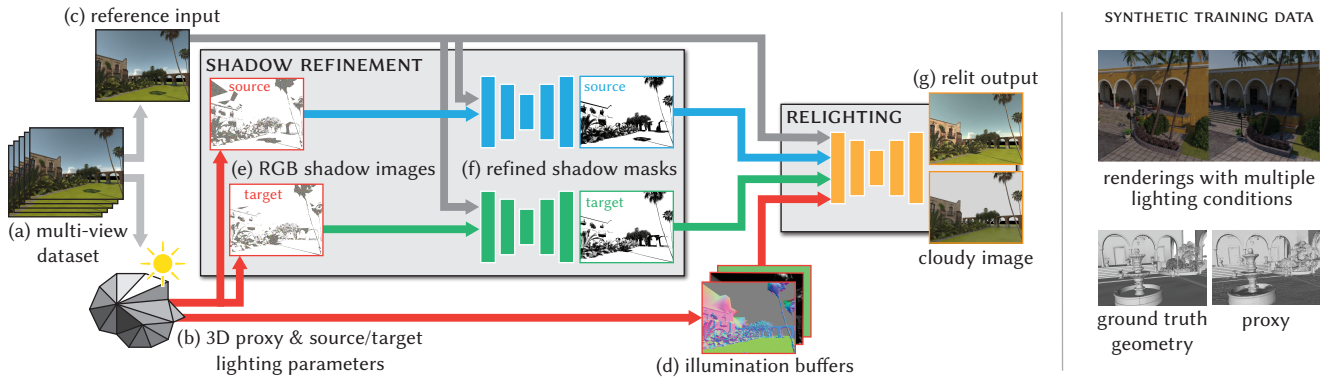 (c) reference input
SHADOW REFINEMENT
source
(e) RGB shadow images
target
source
(f) refined shadow masks
target
(a) multi-view
dataset
(b) 3D proxy & source/target
lighting parameters
(d) illumination buffers
RELIGHTING
(g) relit output
cloudy image
SYNTHETIC TRAINING DATA
renderings with multiple
lighting conditions
ground truth
geometry
proxy